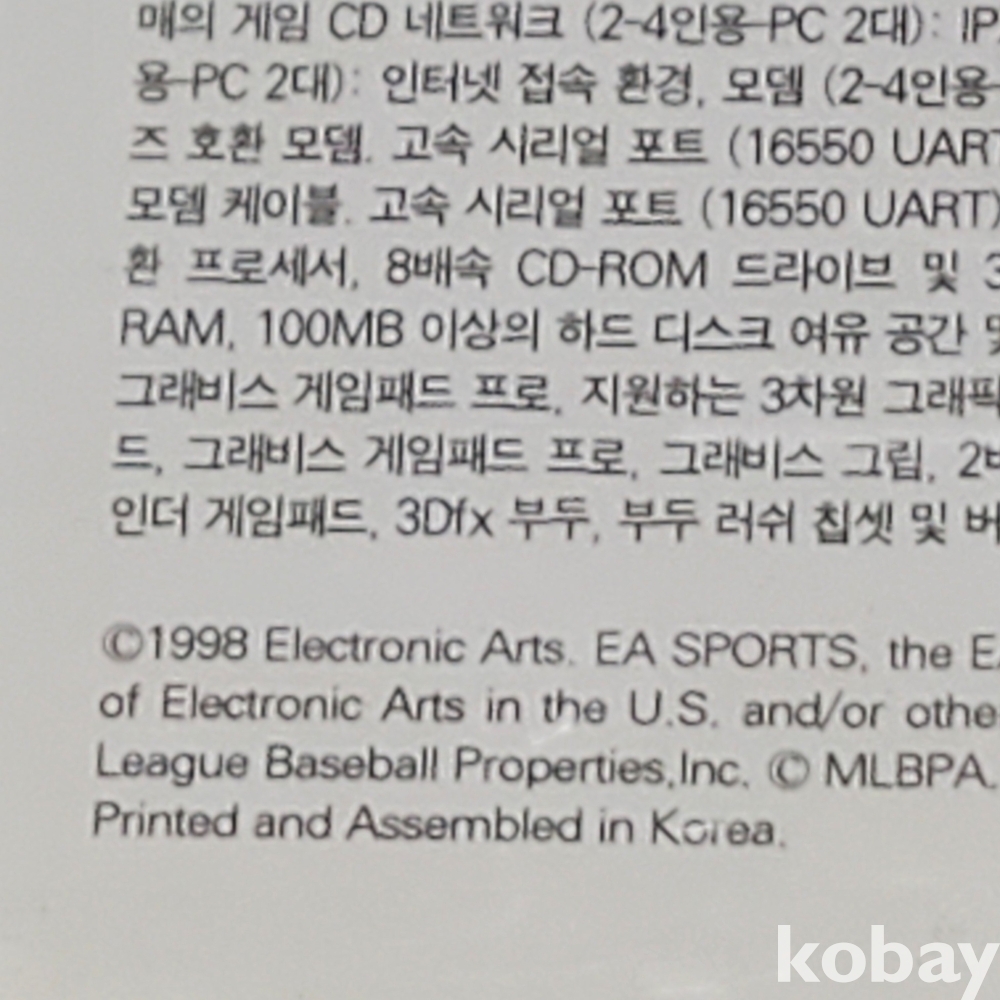 매의 게임 CD 네트워크 (2-4인용-PC 2대): IP
용-PC 2대): 인터넷 접속 환경, 모뎀 (2-4인용-
즈 호환 모뎀. 고속 시리얼 포트 (16550 UART
모뎀 케이블. 고속 시리얼 포트 (16550 UART)
환 프로세서, 8배속 CD-ROM 드라이브 및 3
RAM, 100MB 이상의 하드 디스크 여유 공간 및
그래비스 게임패드 프로, 지원하는 3차원 그래픽
드, 그래비스 게임패드 프로, 그래비스 그립, 2
인더 게임패드, 3Dfx 부두, 부두 러쉬 칩셋 및 버
©1998 Electronic Arts. EA SPORTS, the E
of Electronic Arts in the U.S. and/or othe
League Baseball Properties,Inc. © MLBPA.
Printed and Assembled in Korea.
kobay